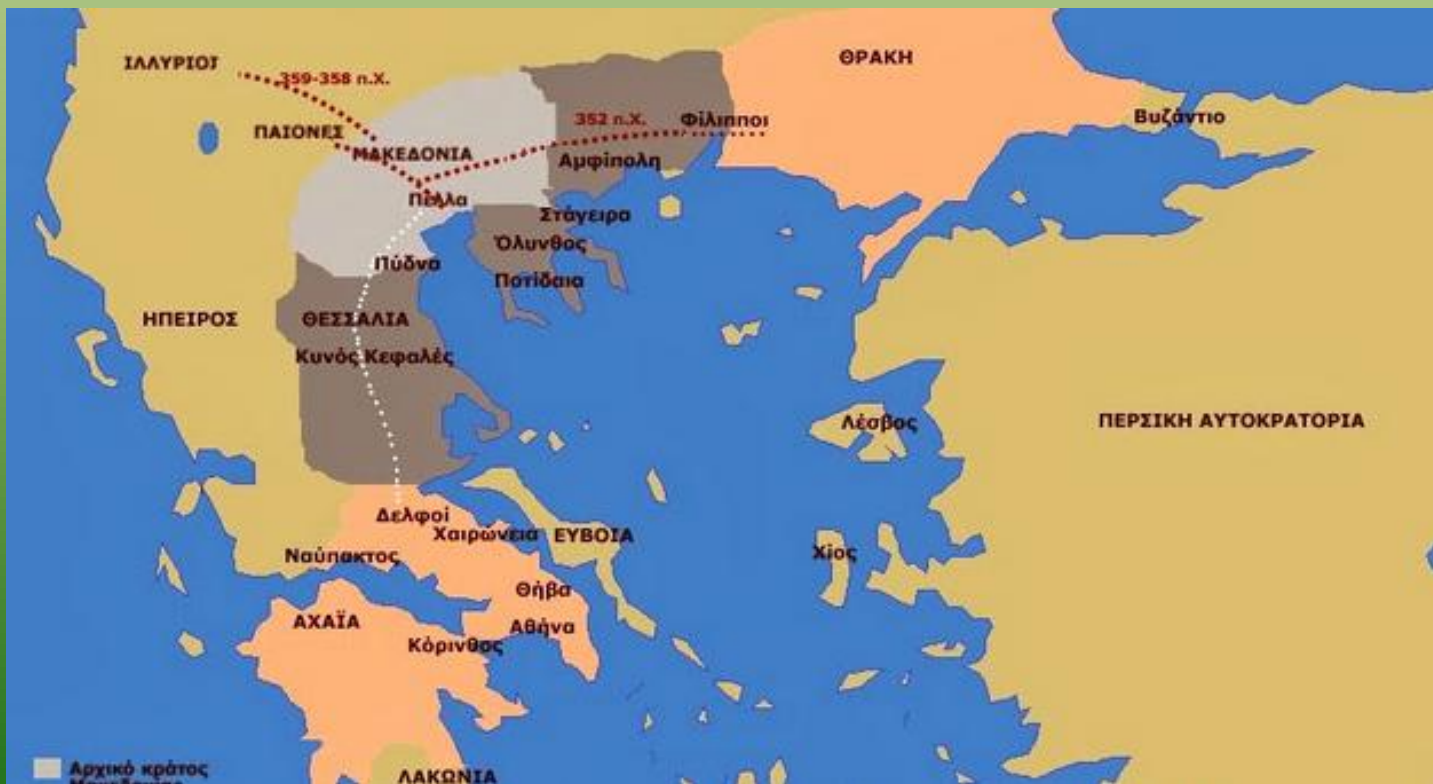 ΘΡΑΚΗ
ΙΛΛΥΡΙΟΙ
359-358 π.Χ.
Βυζάντιο
352 π.Χ.
Φίλιπποι
ΠΑΙΟΝΕΣ
ΜΑΚΕΔΟΝΙΑ
Αμφίπολη
Πέλλα
Στάγειρα
Όλυνθος
Πύδνα
Ποτίδαια
ΗΠΕΙΡΟΣ
ΘΕΣΣΑΛΙΑ
Κυνός Κεφαλές
Λέσβος
ΠΕΡΣΙΚΗ ΑΥΤΟΚΡΑΤΟΡΙΑ
Δελφοί
Χαιρώνεια
ΕΥΒΟΙΑ
Ναύπακτος
Χίος
Θήβα
ΑΧΑΪΑ
Αθήνα
Κόρινθος
Αρχικό κράτος
ΛΑΚΩΝΙΑ